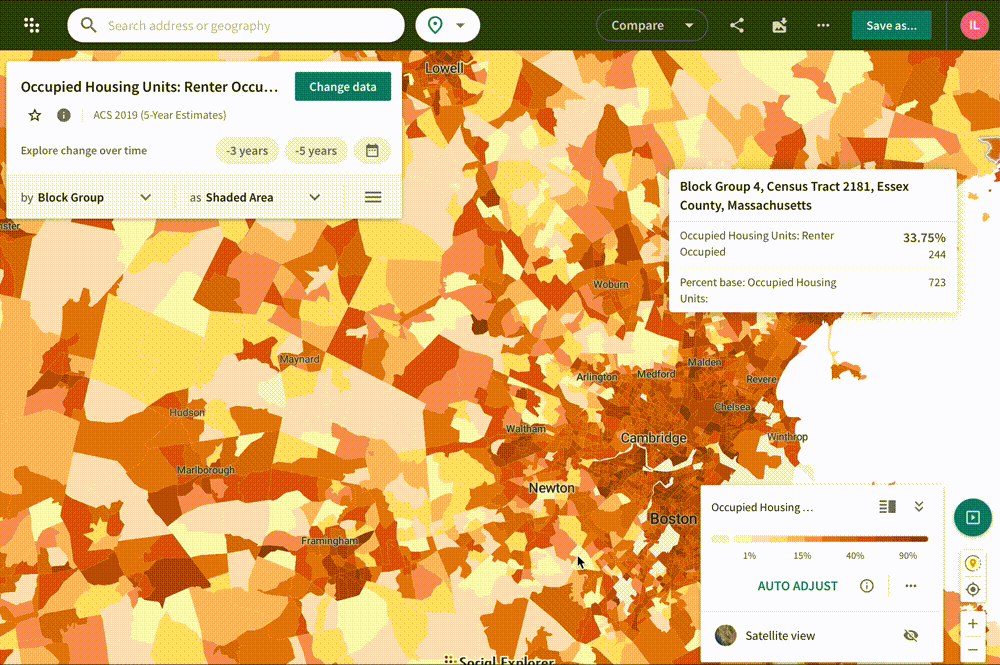 Search address or geography
Compare
Save as...
IL
Occupied Housing Units: Renter Occu...
Change data
ACS 2019 (5-Year Estimates)
Explore change over time
-3 years
-5 years
by Block Group
as Shaded Area
Lowell
Block Group 4, Census Tract 2181, Essex
County, Massachusetts
Occupied Housing Units: Renter
Occupied
33.75%
244
Percent base: Occupied Housing
Units:
723
Woburn
Maynard
Malden
Arlington
Medford
Revere
Hudson
Chelsea
Waltham
Cambridge
Winthrop
Marlborough
Newton
Boston
Framingham
Occupied Housing ...
1%
15%
40%
90%
AUTO ADJUST
Satellite view
Social Explorer